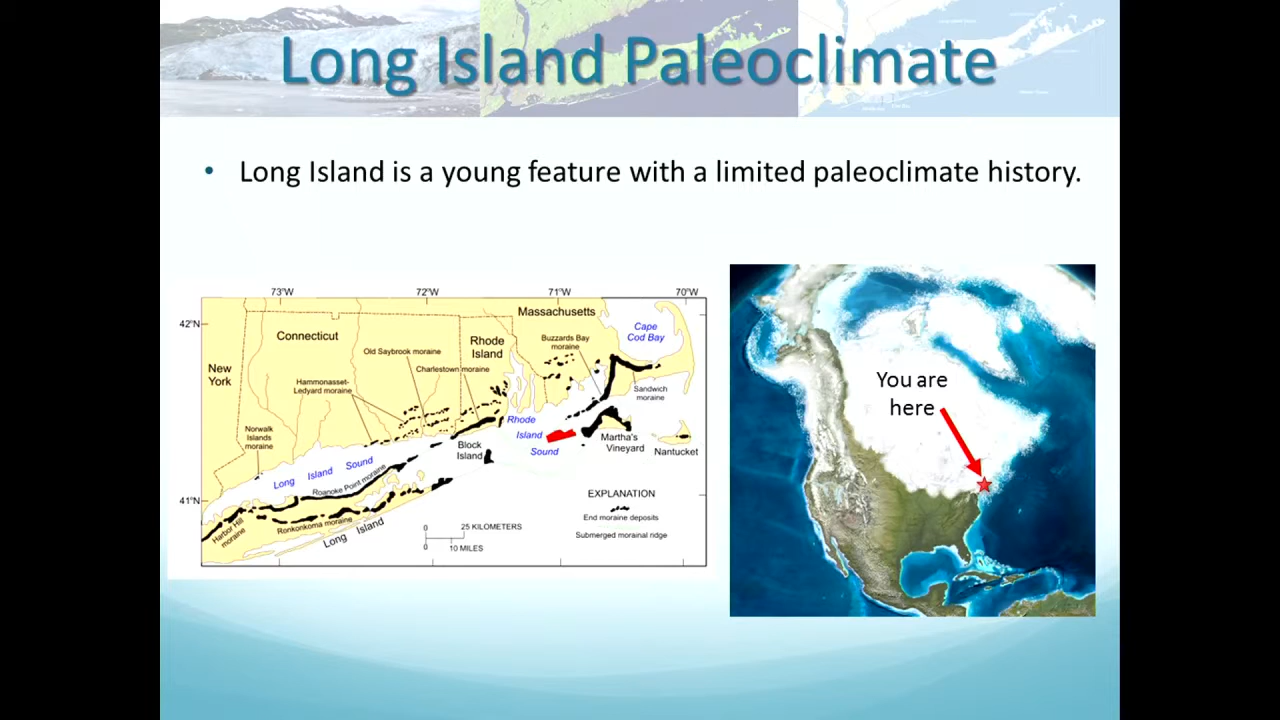 Long Island Paleoclimate
• Long Island is a young feature with a limited paleoclimate history.
73°W
72°W
71°W
70°W
42°N
41°N
Massachusetts
Connecticut
Rhode
Island
New
York
Cape
Cod Bay
Buzzards Bay
moraine
Old Saybrook moraine
Charlestown moraine
Hammonasset-
Ledyard moraine
Sandwich
moraine
Norwalk
Islands
moraine
Rhode
Island
Sound
Block
Island
Martha's
Vineyard
Nantucket
Long Island Sound
Roanoke Point moraine
Harbor Hill
moraine
Ronkonkoma moraine
Long Island
0 25 KILOMETERS
0 10 MILES
EXPLANATION
End moraine deposits
Submerged morainal ridge
You are
here